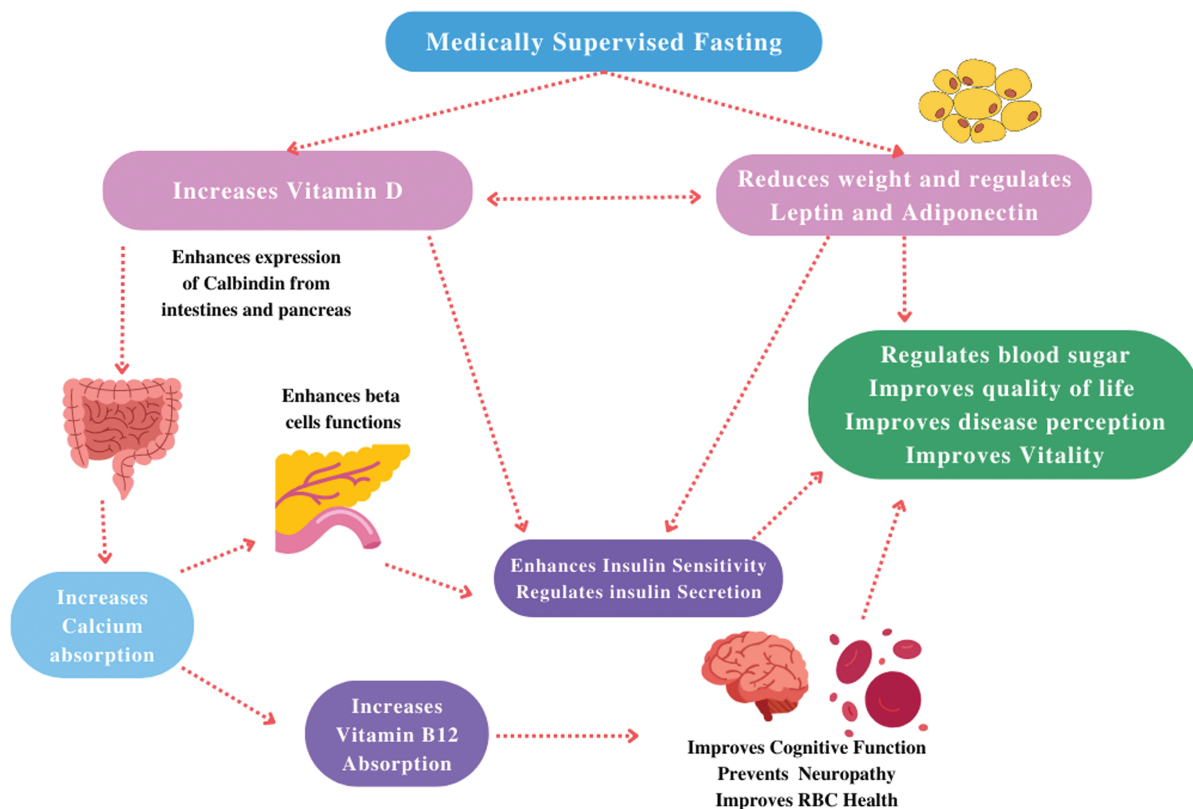 Medically Supervised Fasting
Increases Vitamin D
Reduces weight and regulates
Leptin and Adiponectin
Enhances expression
of Calbindin from
intestines and pancreas
Regulates blood sugar
Improves quality of life
Improves disease perception
Improves Vitality
Enhances beta
cells functions
Enhances Insulin Sensitivity
Regulates insulin Secretion
Increases
Calcium
absorption
Increases
Vitamin B12
Absorption
Improves Cognitive Function
Prevents Neuropathy
Improves RBC Health